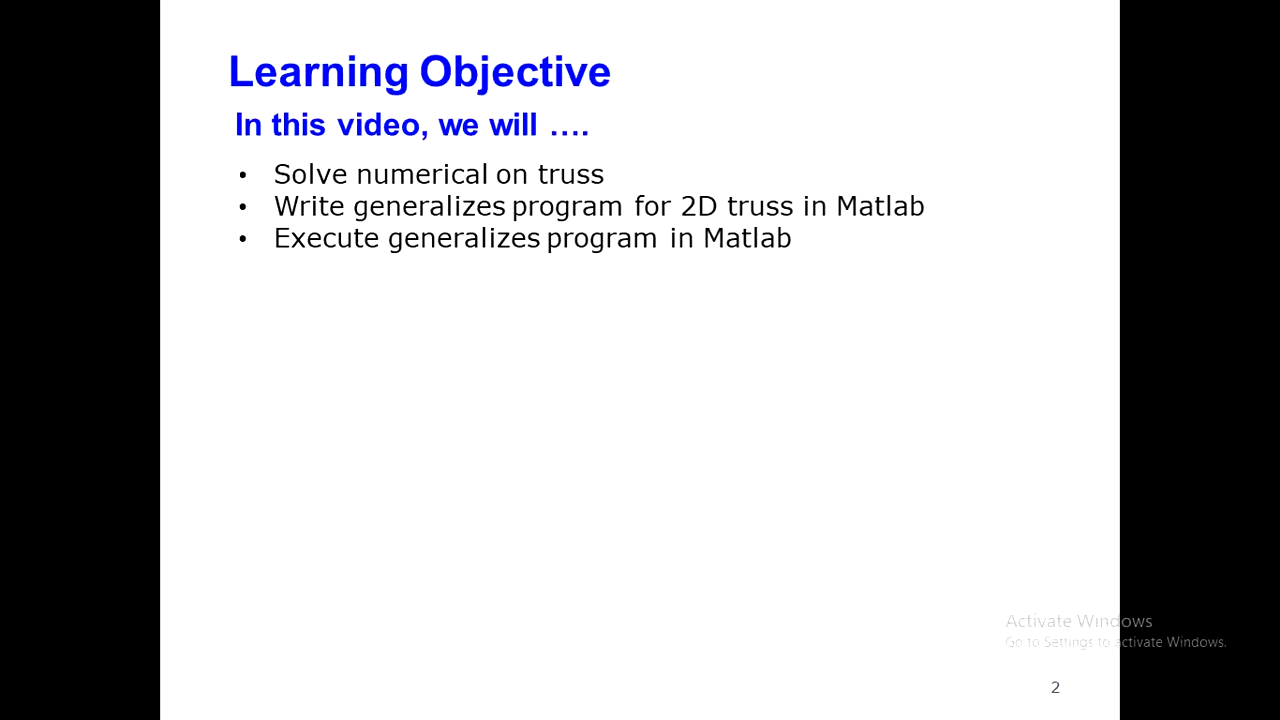 Learning Objective
In this video, we will ....
• Solve numerical on truss
• Write generalizes program for 2D truss in Matlab
• Execute generalizes program in Matlab
Activate Windows
Go to Settings to activate Windows.
2